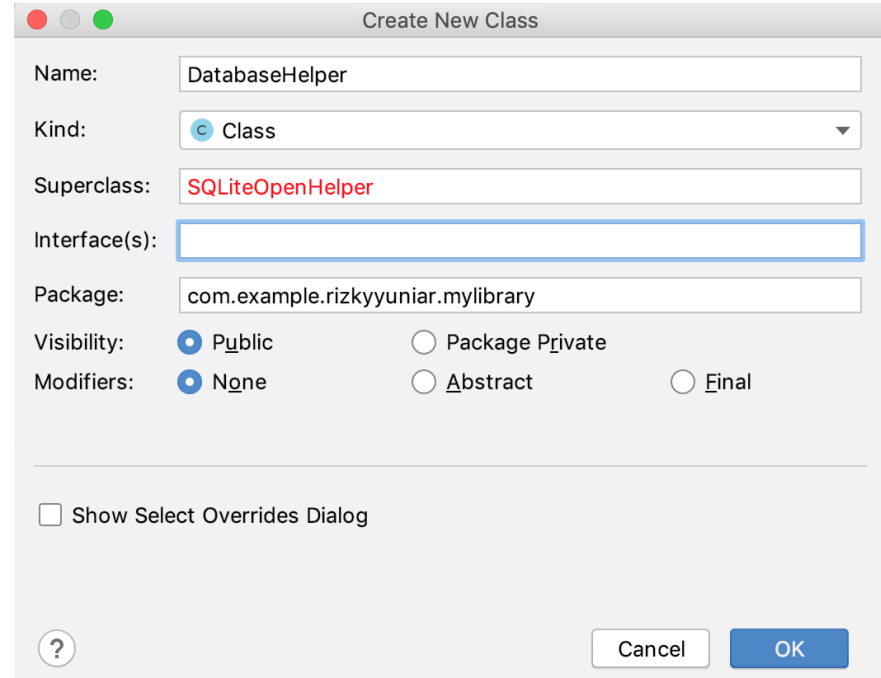 Create New Class
Name: DatabaseHelper
Kind: C Class
Superclass: SQLiteOpenHelper
Interface(s):
Package: com.example.rizkyyuniar.mylibrary
Visibility: Public Package Private
Modifiers: None Abstract Final
Show Select Overrides Dialog
? Cancel OK